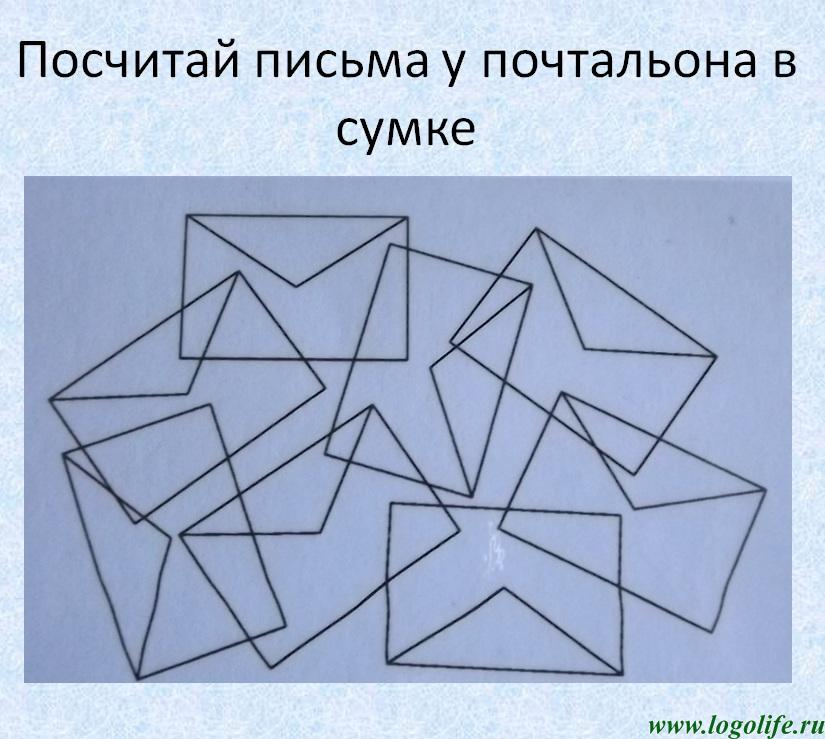 Посчитай письма у почтальона в
сумке
www.logolife.ru